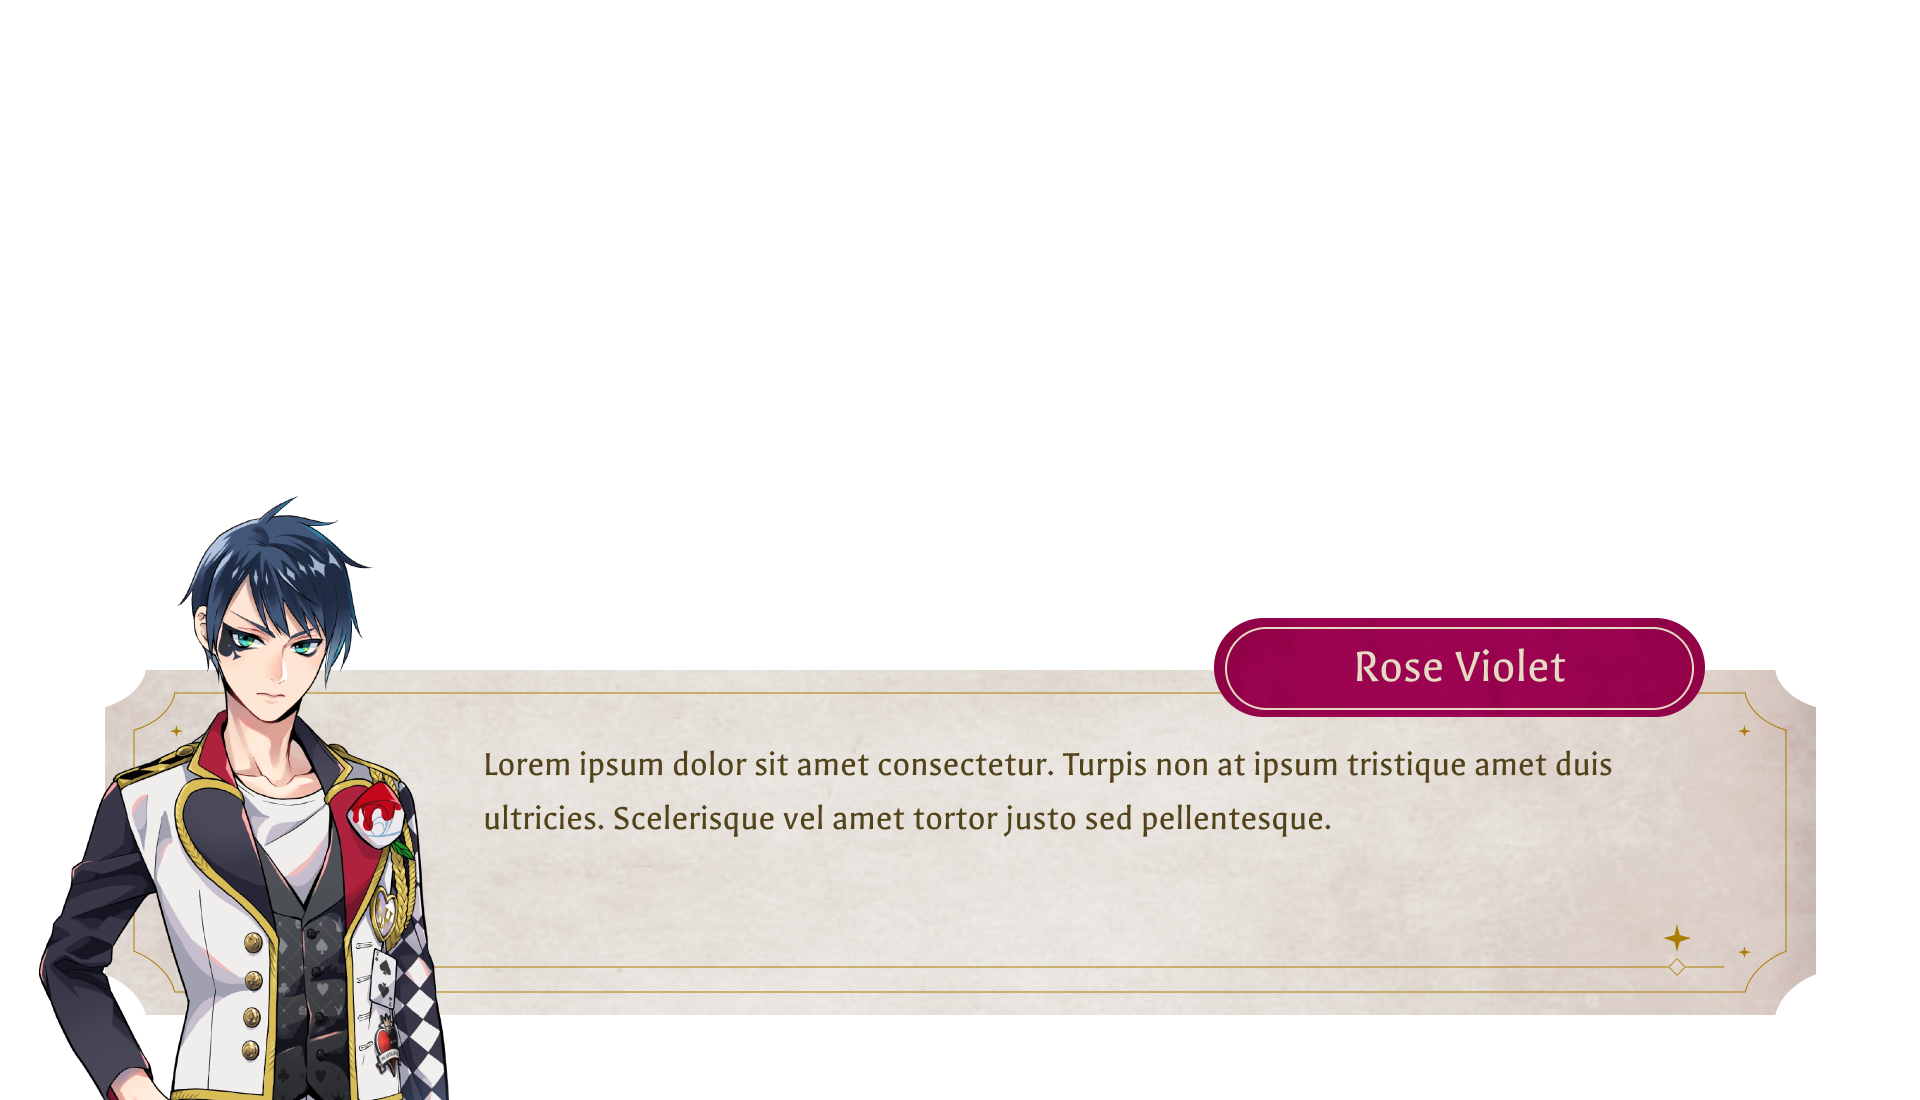 Rose Violet
Lorem ipsum dolor sit amet consectetur. Turpis non at ipsum tristique amet duis
ultricies. Scelerisque vel amet tortor justo sed pellentesque.